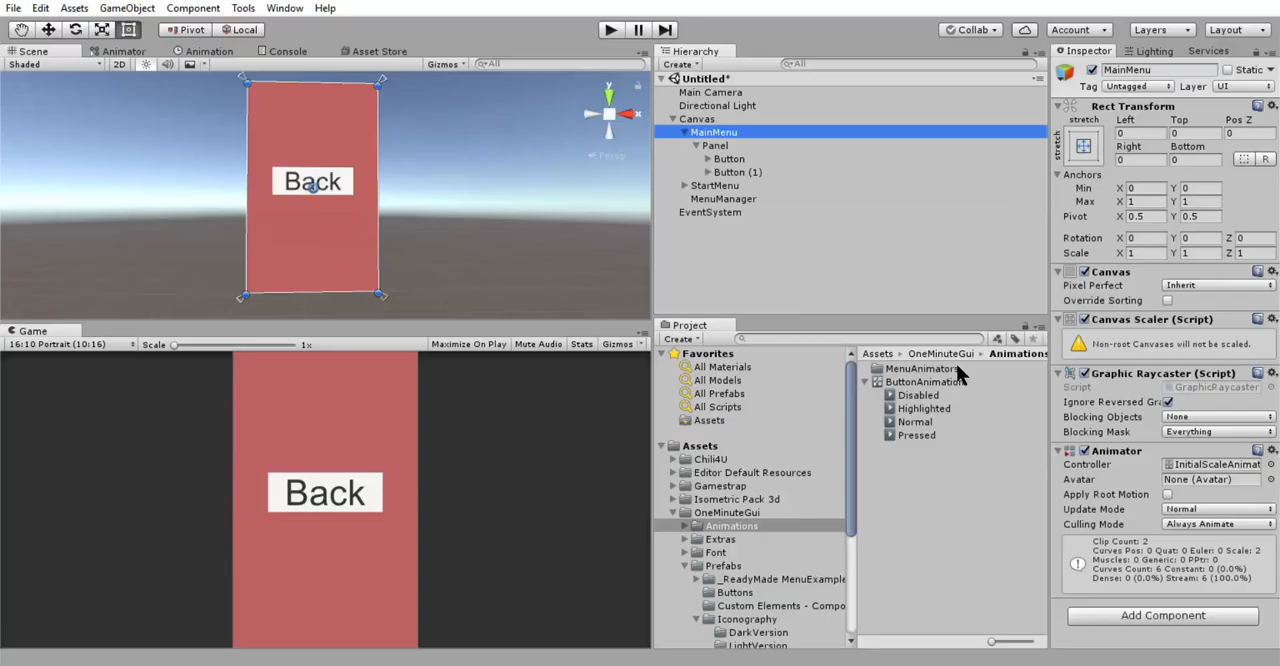 File Edit Assets GameObject Component Tools Window Help
Pivot Local Collab Account Layers Layout
Scene Animator Animation Console Asset Store
Shaded 2D Gizmos All
y
x
Persp
Back
Game
16:10 Portrait (10:16) Scale 1x Maximize On Play Mute Audio Stats Gizmos
Back
Hierarchy
Create All
Untitled*
Main Camera
Directional Light
Canvas
MainMenu
Panel
Button
Button (1)
StartMenu
MenuManager
EventSystem
Project
Create
Favorites
All Materials
All Models
All Prefabs
All Scripts
Assets
Assets
Chili4U
Editor Default Resources
Gamestrap
Isometric Pack 3d
OneMinuteGui
Animations
Extras
Font
Prefabs
_ReadyMade MenuExample
Buttons
Custom Elements - Compo
Iconography
DarkVersion
LightVersion
Assets OneMinuteGui Animations
MenuAnimators
ButtonAnimation
Disabled
Highlighted
Normal
Pressed
Inspector Lighting Services
MainMenu Static
Tag Untagged Layer UI
Rect Transform
stretch Left Top Pos Z
stretch 0 0 0
Right Bottom
0 0 R
Anchors
Min X 0 Y 0
Max X 1 Y 1
Pivot X 0.5 Y 0.5
Rotation X 0 Y 0 Z 0
Scale X 1 Y 1 Z 1
Canvas
Pixel Perfect Inherit
Override Sorting
Canvas Scaler (Script)
Non-root Canvases will not be scaled.
Graphic Raycaster (Script)
Script GraphicRaycaster
Ignore Reversed Gra
Blocking Objects None
Blocking Mask Everything
Animator
Controller InitialScaleAnimat
Avatar None (Avatar)
Apply Root Motion
Update Mode Normal
Culling Mode Always Animate
Clip Count: 2
Curves Pos: 0 Quat: 0 Euler: 0 Scale: 2
Muscles: 0 Generic: 0 PPtr: 0
Curves Count: 6 Constant: 0 (0.0%)
Dense: 0 (0.0%) Stream: 6 (100.0%)
Add Component